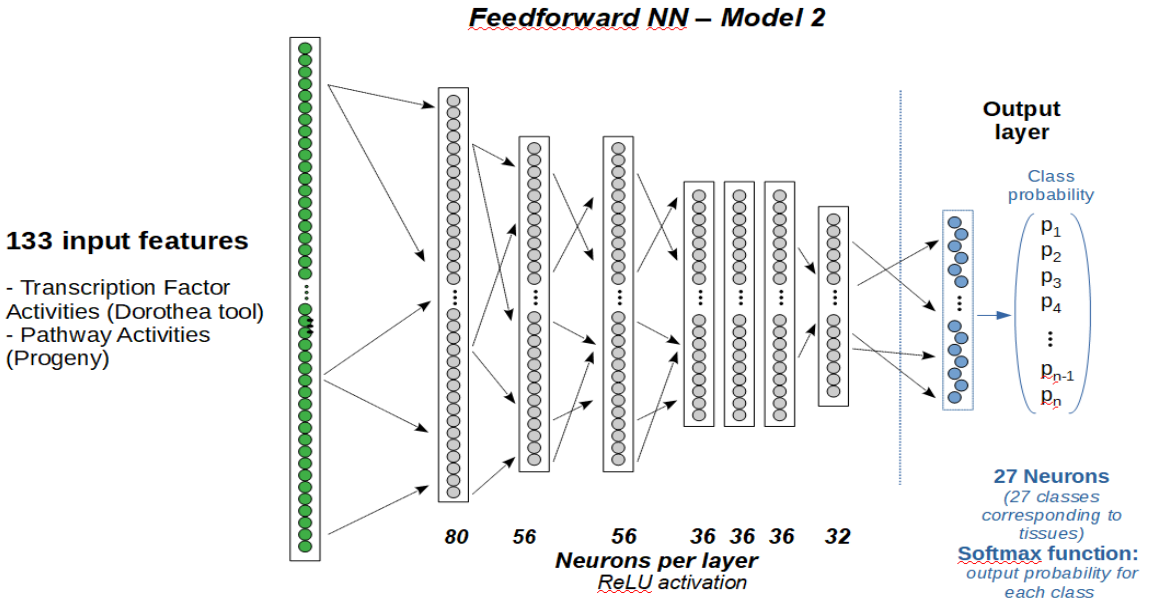 Feedforward NN – Model 2
133 input features
- Transcription Factor
Activities (Dorothea tool)
- Pathway Activities
(Progeny)
80 56 56 36 36 36 32
Neurons per layer
ReLU activation
Output
layer
Class
probability
p1
p2
p3
p4
⋮
pn-1
pn
27 Neurons
(27 classes
corresponding to
tissues)
Softmax function:
output probability for
each class